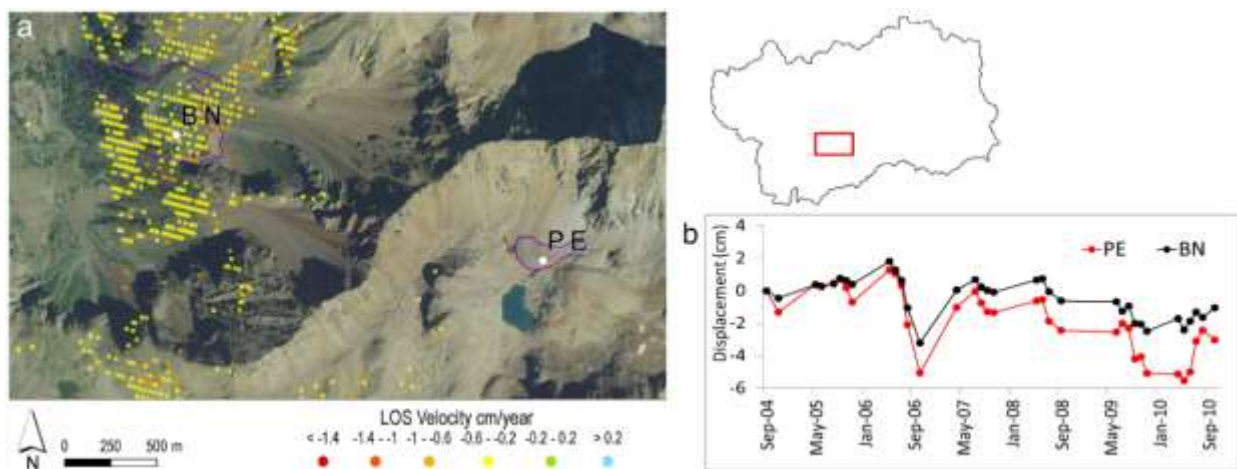 a
B N
P E
LOS Velocity cm/year
< -1.4 -1.4 - -1 -1 - -0.6 -0.6 - -0.2 -0.2 - 0.2 > 0.2
0 250 500 m
N
b
PE BN
Displacement (cm)
4
2
0
-2
-4
-6
Sep-04 May-05 Jan-06 Sep-06 May-07 Jan-08 Sep-08 May-09 Jan-10 Sep-10